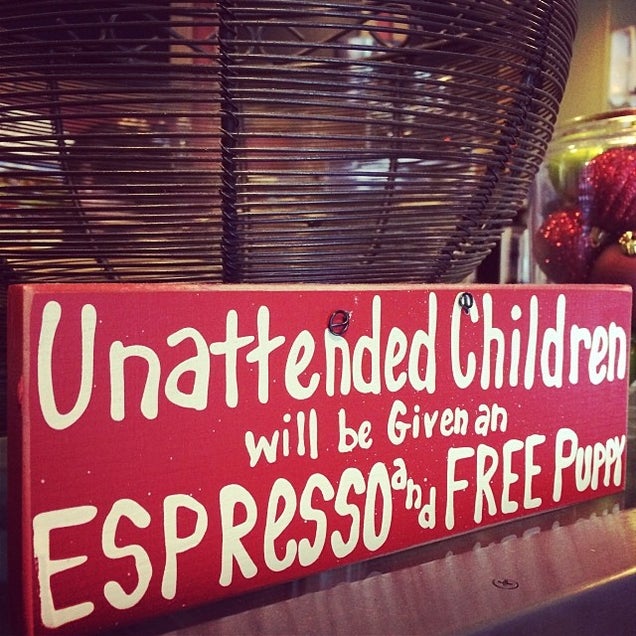 Unattended Children
will be Given an
ESPRESSO and FREE PUPPY